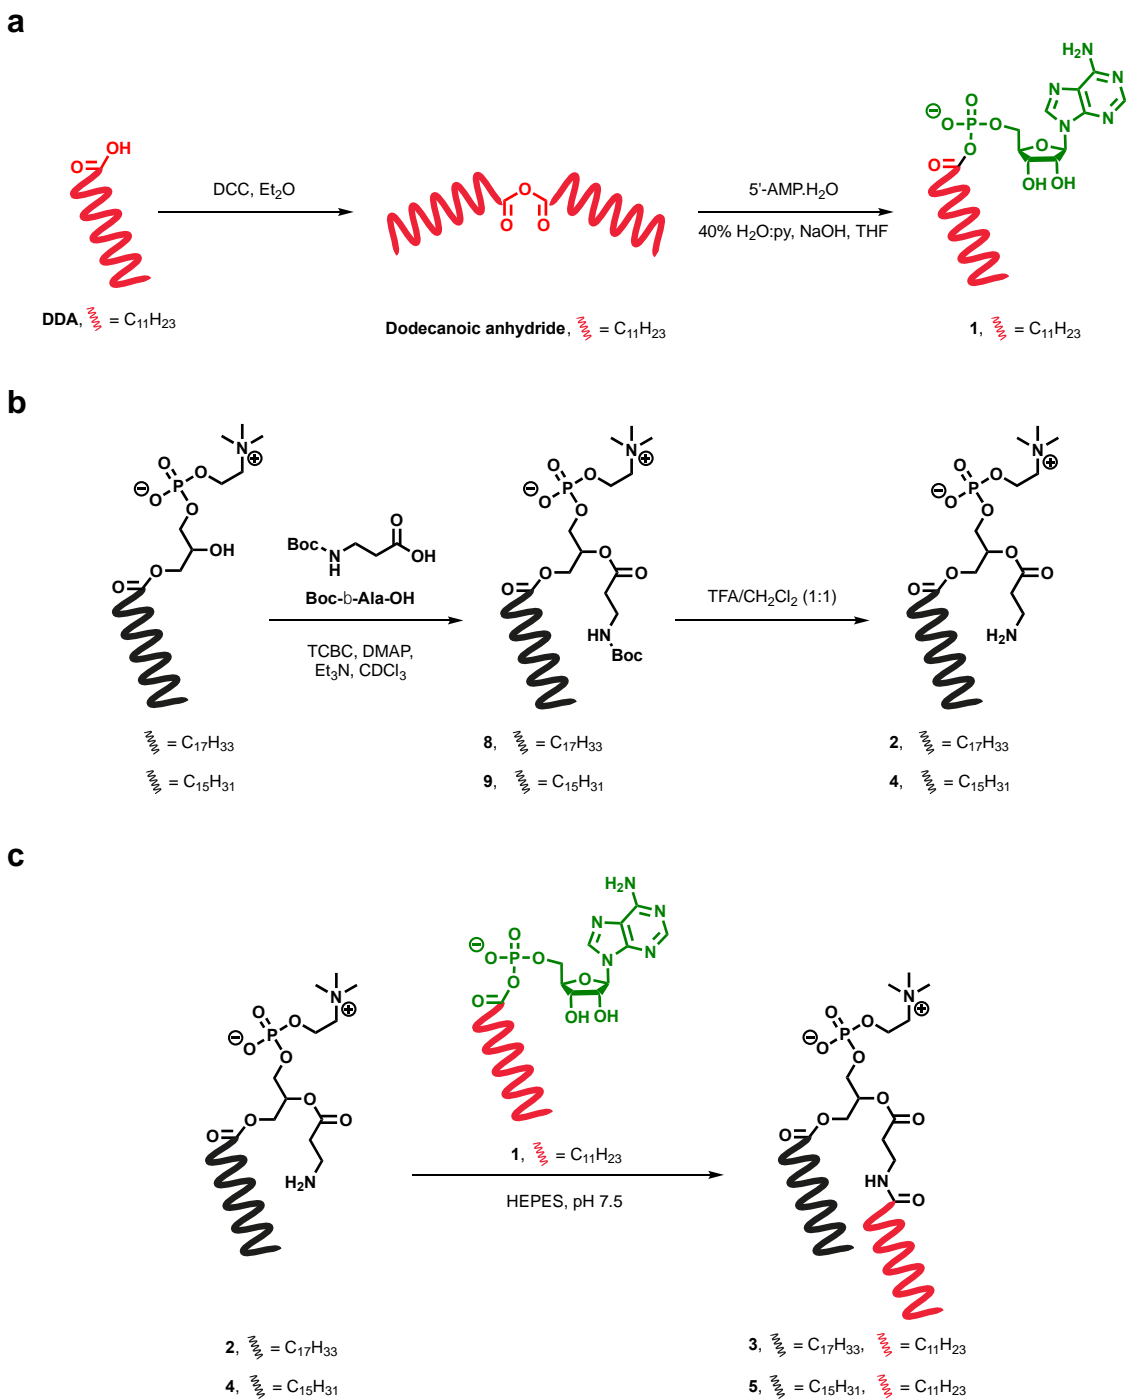 a
OH
O
DDA, = C11H23
DCC, Et2O
O
O
O
Dodecanoic anhydride, = C11H23
5'-AMP.H2O
40% H2O:py, NaOH, THF
H2N
N
N
N
N
O
O P O
O
O
O
OH OH
1, = C11H23
b
N
O
O
O P
O
OH
O
O
= C17H33
= C15H31
Boc
N
H
O
OH
Boc-b-Ala-OH
TCBC, DMAP,
Et3N, CDCl3
N
O
O
O P
O
O
O
O
O
HN
Boc
8, = C17H33
9, = C15H31
TFA/CH2Cl2 (1:1)
N
O
O
O P
O
O
O
O
O
H2N
2, = C17H33
4, = C15H31
c
N
O
O
O P
O
O
O
O
O
H2N
2, = C17H33
4, = C15H31
H2N
N
N
N
N
O
O P O
O
O
O
OH OH
1, = C11H23
HEPES, pH 7.5
N
O
O
O P
O
O
O
O
O
HN
O
3, = C17H33, = C11H23
5, = C15H31, = C11H23